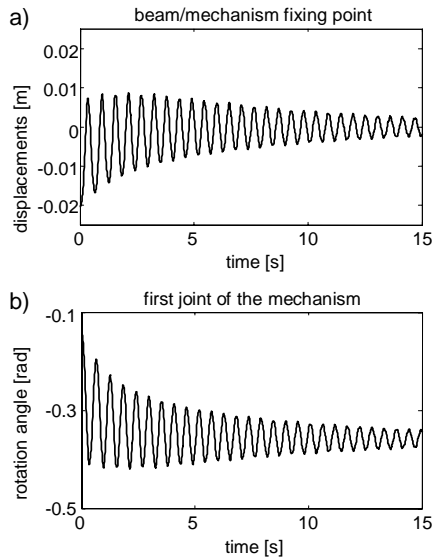 a)
beam/mechanism fixing point
displacements [m]
0.02
0.01
0
-0.01
-0.02
0 5 10 15
time [s]
b)
first joint of the mechanism
rotation angle [rad]
-0.1
-0.3
-0.5
0 5 10 15
time [s]